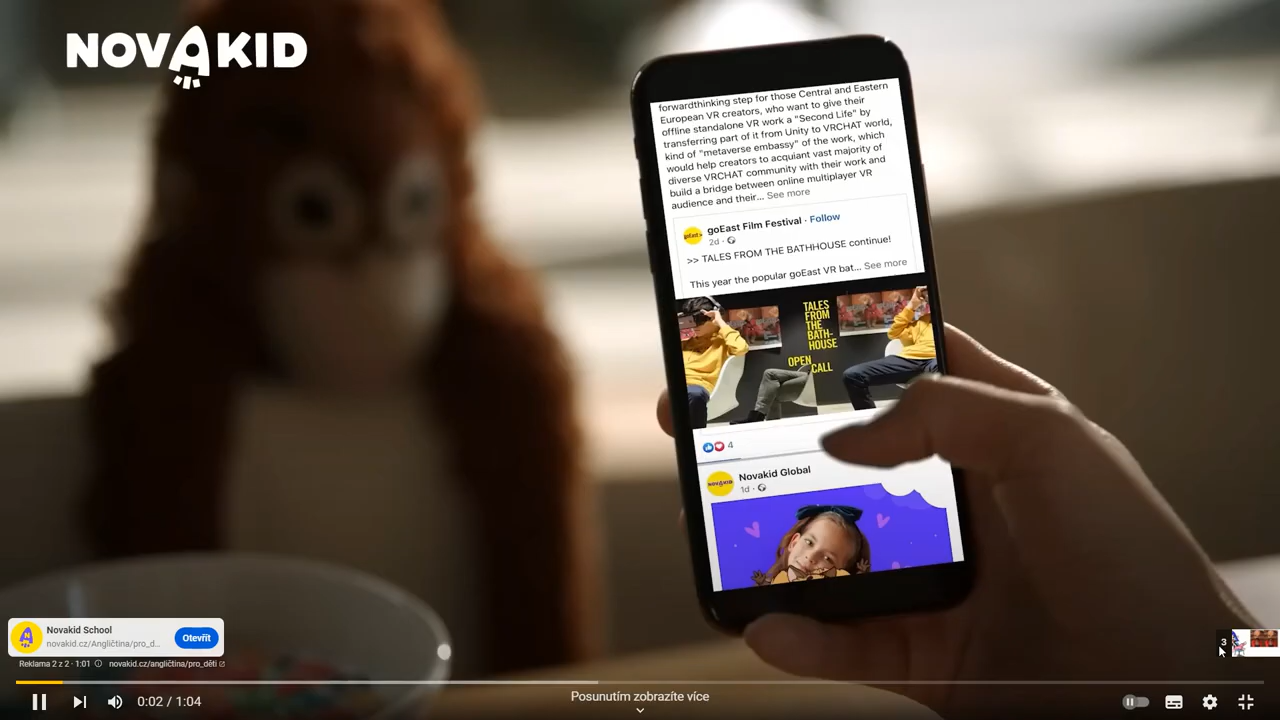 NOVAKID
forwardthinking step for those Central and Eastern
European VR creators, who want to give their
offline standalone VR work a "Second Life" by
transferring part of it from Unity to VRCHAT world,
kind of "metaverse embassy" of the work, which
would help creators to acquiant vast majority of
diverse VRCHAT community with their work and
build a bridge between online multiplayer VR
audience and their... See more
goEast Film Festival · Follow
2d ·
>> TALES FROM THE BATHHOUSE continue!
This year the popular goEast VR bat... See more
TALES
FROM
THE
BATH-
HOUSE
OPEN
CALL
4
Novakid Global
1d ·
Novakid School
novakid.cz/Angličtina/pro_d...
Otevřít
Reklama 2 z 2 · 1:01
novakid.cz/angličtina/pro_děti
3
0:02 / 1:04
Posunutím zobrazíte více